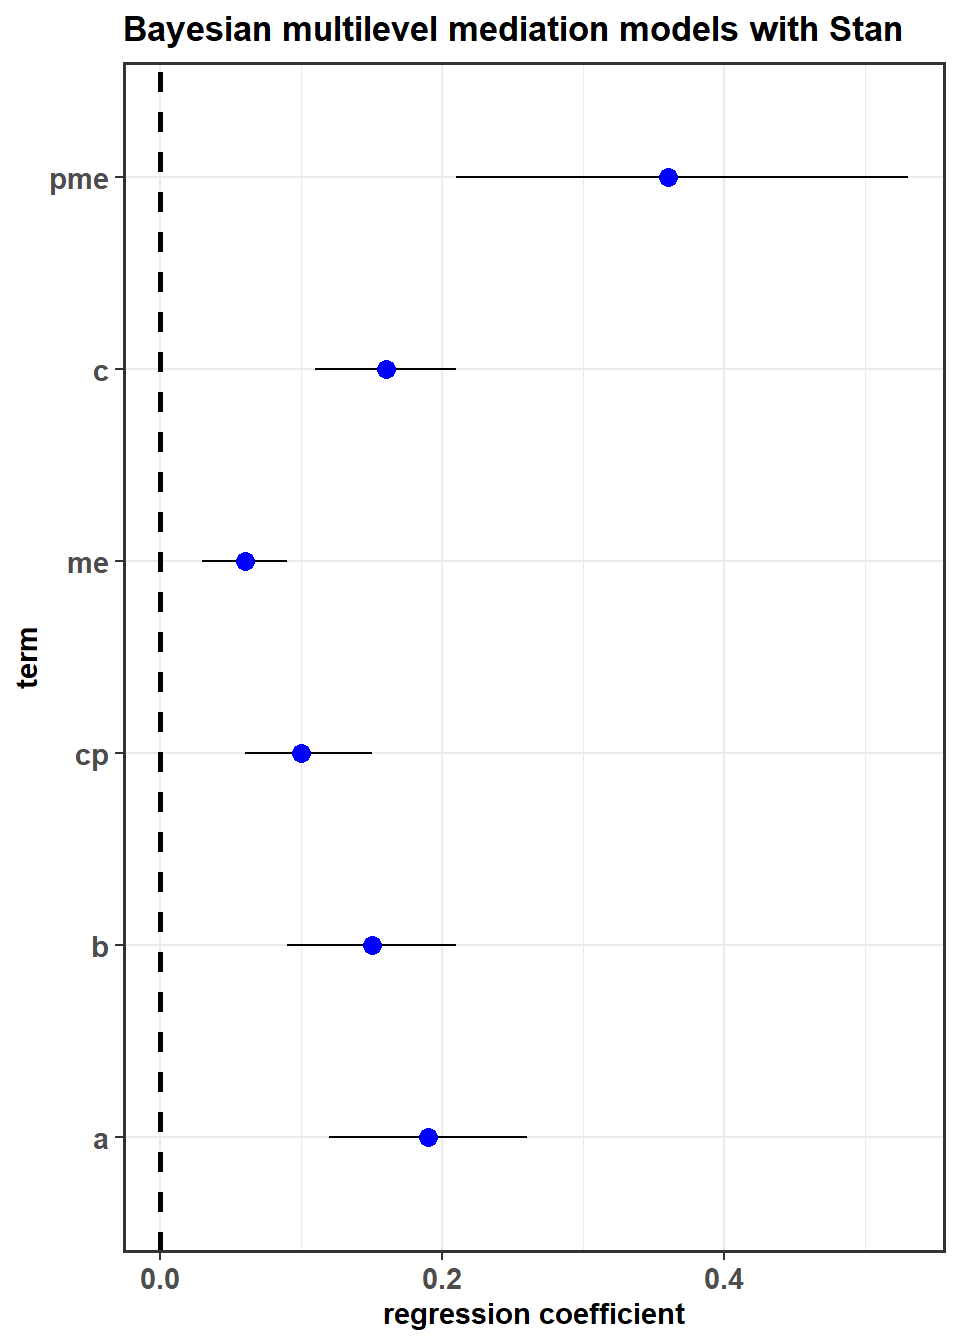 Bayesian multilevel mediation models with Stan
pme
c
me
cp
b
a
term
0.0 0.2 0.4
regression coefficient